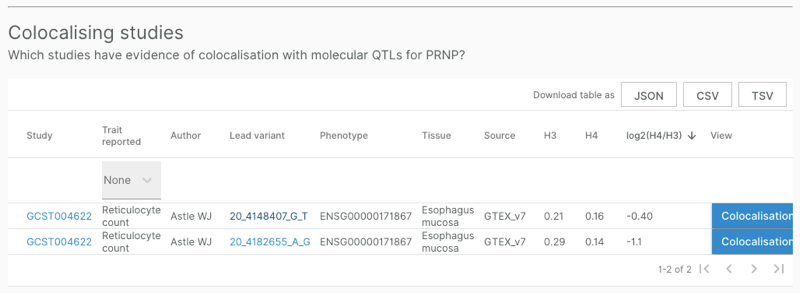 Colocalising studies
Which studies have evidence of colocalisation with molecular QTLs for PRNP?
Download table as JSON CSV TSV
Study Trait reported Author Lead variant Phenotype Tissue Source H3 H4 log2(H4/H3) View
None
GCST004622 Reticulocyte count Astle WJ 20_4148407_G_T ENSG00000171867 Esophagus mucosa GTEX_v7 0.21 0.16 -0.40 Colocalisation
GCST004622 Reticulocyte count Astle WJ 20_4182655_A_G ENSG00000171867 Esophagus mucosa GTEX_v7 0.29 0.14 -1.1 Colocalisation
1-2 of 2